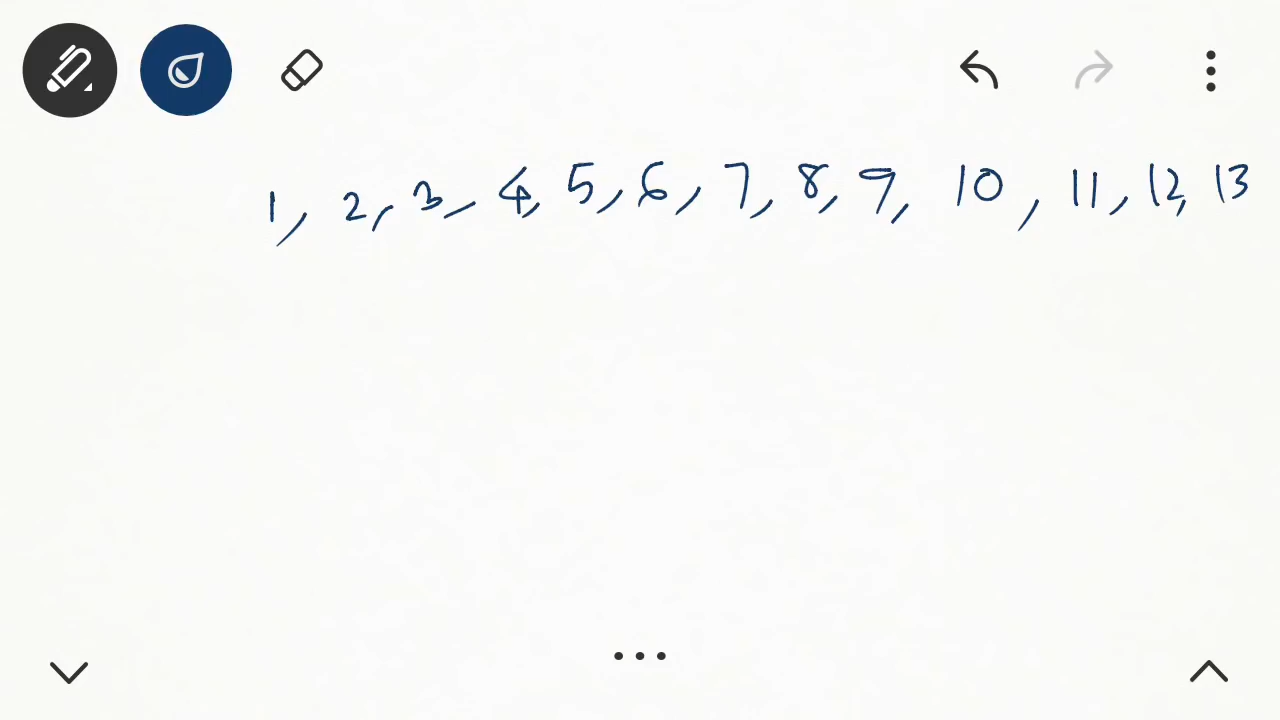 1, 2, 3, 4, 5, 6, 7, 8, 9, 10, 11, 12, 13